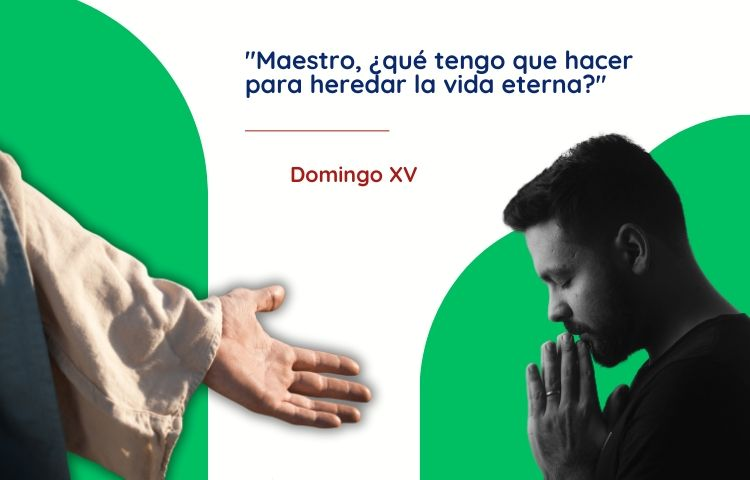 "Maestro, ¿qué tengo que hacer
para heredar la vida eterna?"
Domingo XV